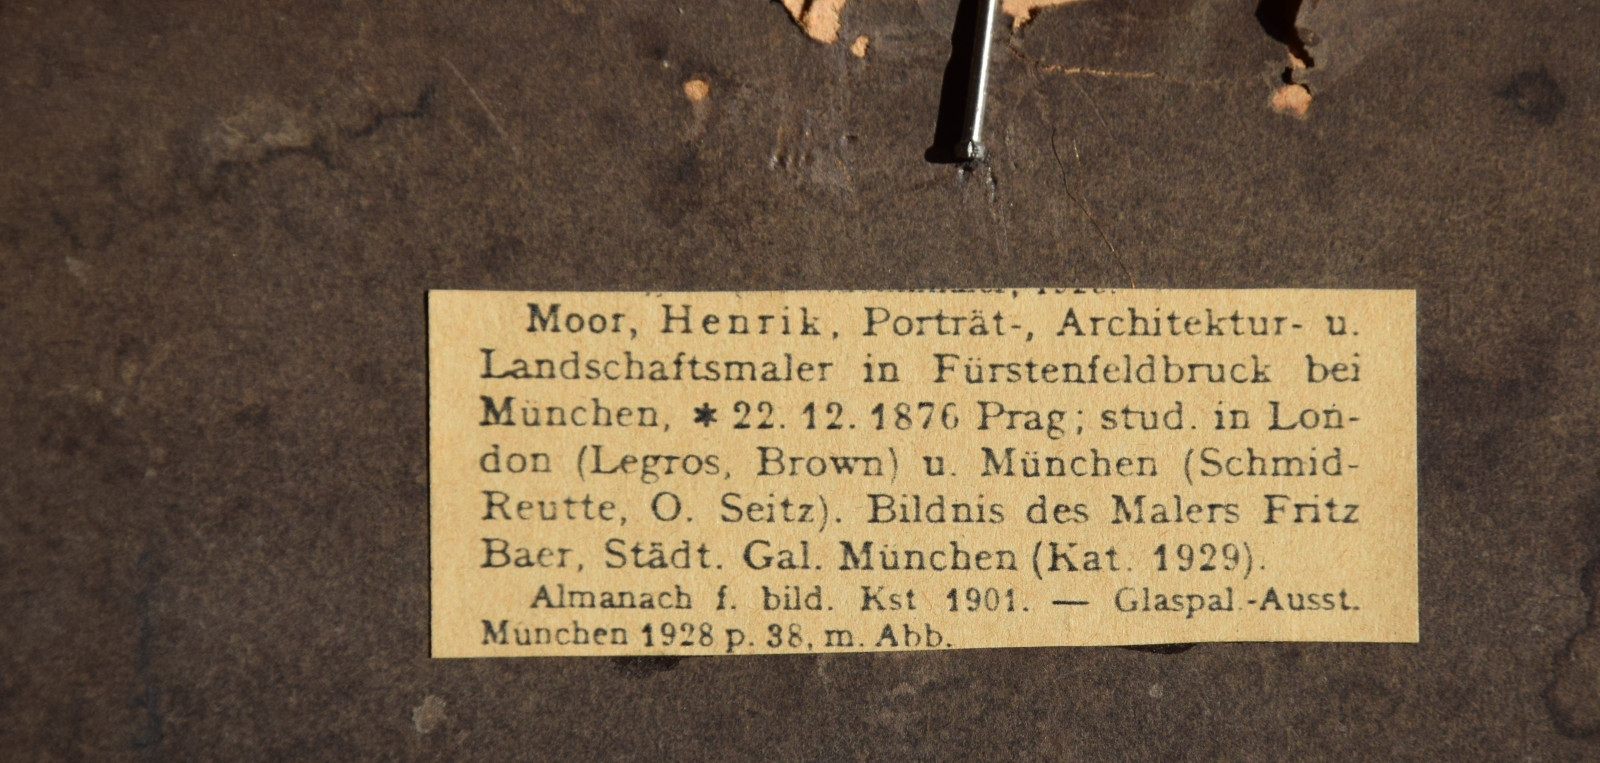 Moor, Henrik, Porträt-, Architektur- u.
Landschaftsmaler in Fürstenfeldbruck bei
München, * 22. 12. 1876 Prag; stud. in Lon-
don (Legros, Brown) u. München (Schmid-
Reutte, O. Seitz). Bildnis des Malers Fritz
Baer, Städt. Gal. München (Kat. 1929).
Almanach f. bild. Kst 1901. — Glaspal.-Ausst.
München 1928 p. 38, m. Abb.